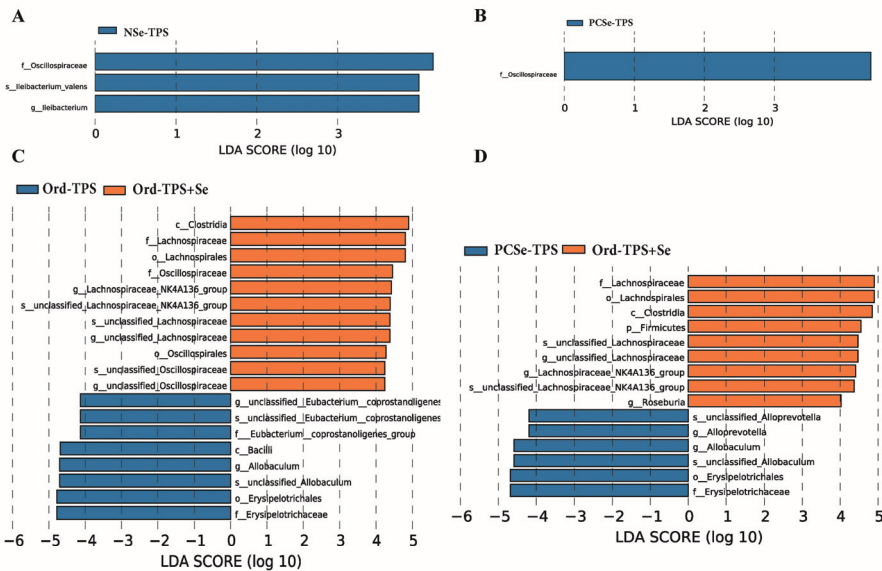 A
NSe-TPS
f__Oscillospiraceae
s__Ileibacterium_valens
g__Ileibacterium
0 1 2 3
LDA SCORE (log 10)
B
PCSe-TPS
f__Oscillospiraceae
0 1 2 3
LDA SCORE (log 10)
C
Ord-TPS Ord-TPS+Se
c__Clostridia
f__Lachnospiraceae
o__Lachnospirales
f__Oscillospiraceae
g__Lachnospiraceae_NK4A136_group
s__unclassified_Lachnospiraceae_NK4A136_group
s__unclassified_Lachnospiraceae
g__unclassified_Lachnospiraceae
o__Oscillospirales
s__unclassified_Oscillospiraceae
g__unclassified_Oscillospiraceae
g__unclassified__Eubacterium__coprostanoligenes
s__unclassified__Eubacterium__coprostanoligenes
f__Eubacterium__coprostanoligenes_group
c__Bacilli
g__Allobaculum
s__unclassified_Allobaculum
o__Erysipelotrichales
f__Erysipelotrichaceae
−6 −5 −4 −3 −2 −1 0 1 2 3 4 5
LDA SCORE (log 10)
D
PCSe-TPS Ord-TPS+Se
f__Lachnospiraceae
o__Lachnospirales
c__Clostridia
p__Firmicutes
s__unclassified_Lachnospiraceae
g__unclassified_Lachnospiraceae
g__Lachnospiraceae_NK4A136_group
s__unclassified_Lachnospiraceae_NK4A136_group
g__Roseburia
s__unclassified_Alloprevotella
g__Alloprevotella
g__Allobaculum
s__unclassified_Allobaculum
o__Erysipelotrichales
f__Erysipelotrichaceae
−6 −5 −4 −3 −2 −1 0 1 2 3 4 5
LDA SCORE (log 10)